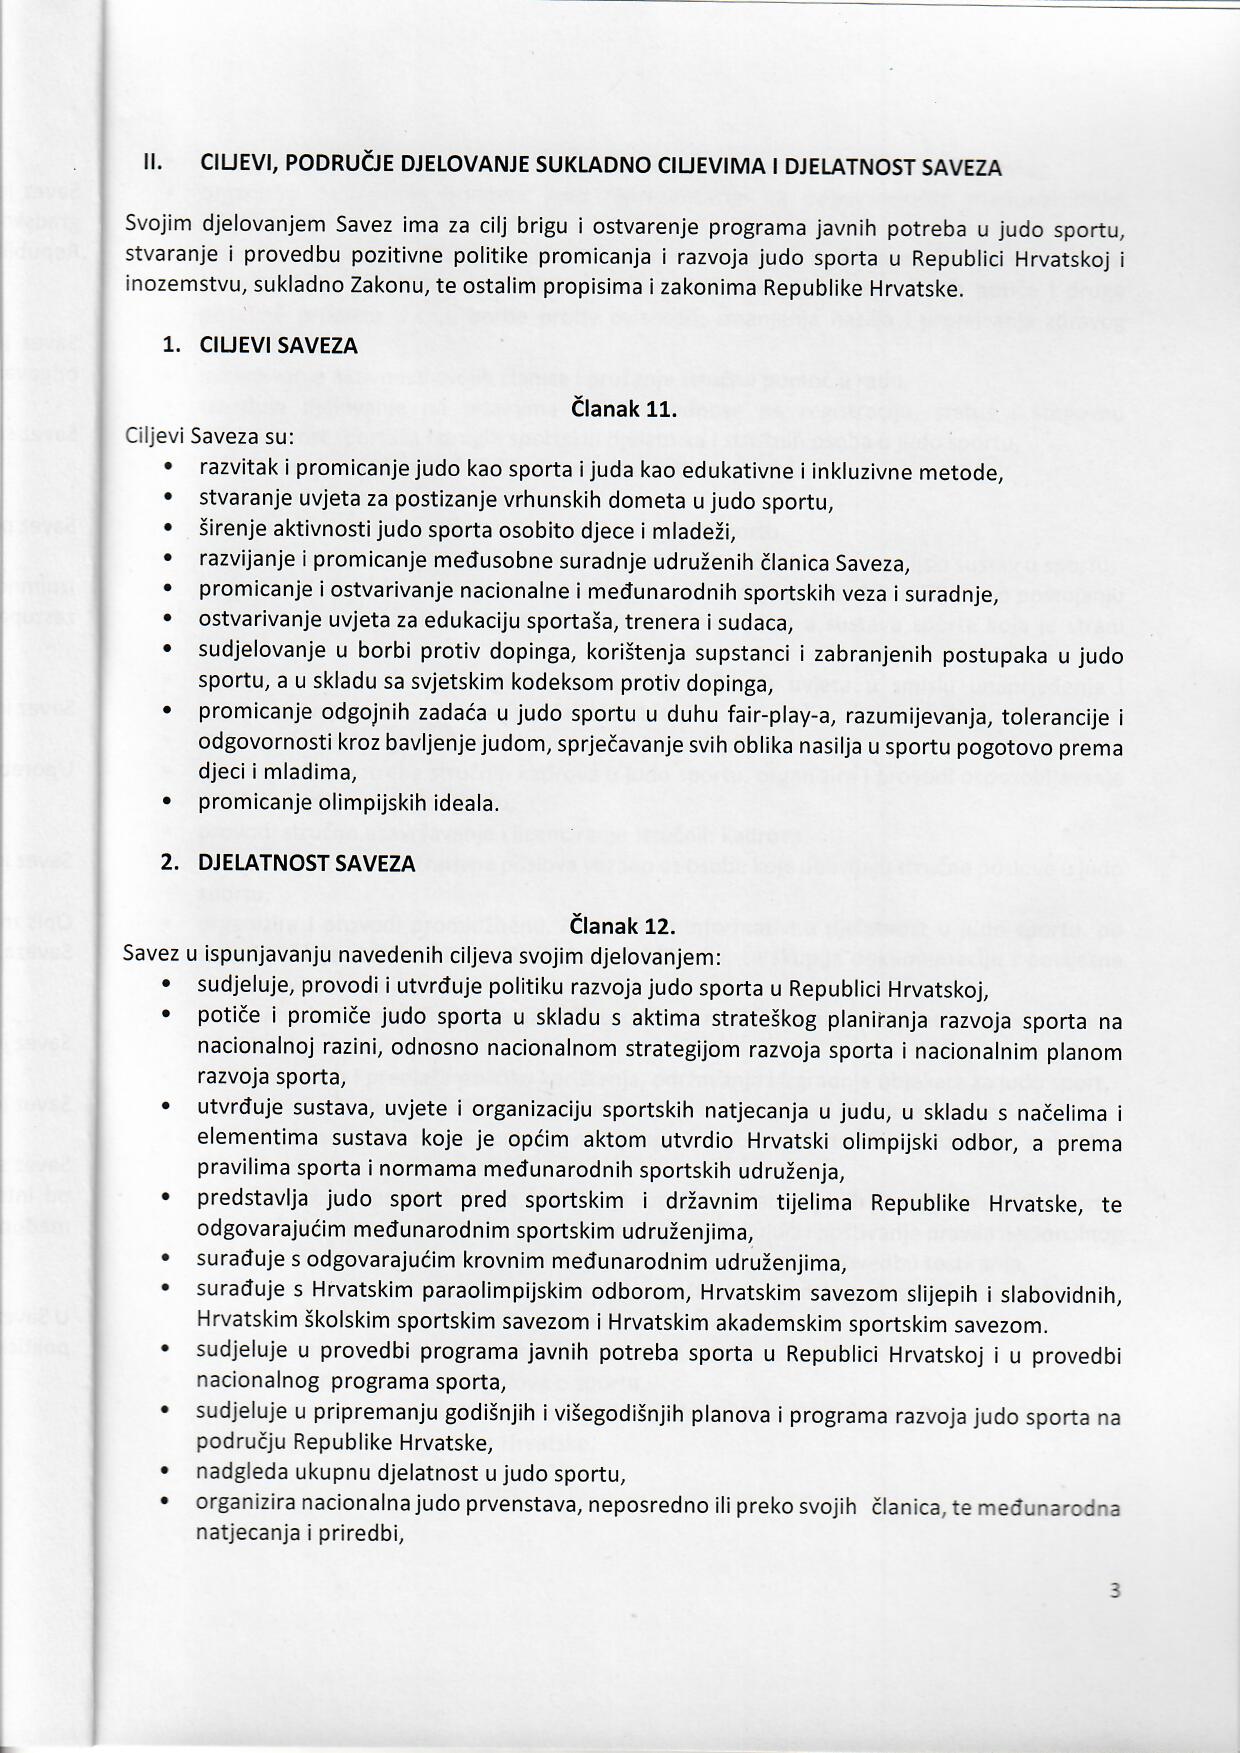 II. CILJEVI, PODRUČJE DJELOVANJE SUKLADNO CILJEVIMA I DJELATNOST SAVEZA
Svojim djelovanjem Savez ima za cilj brigu i ostvarenje programa javnih potreba u judo sportu,
stvaranje i provedbu pozitivne politike promicanja i razvoja judo sporta u Republici Hrvatskoj i
inozemstvu, sukladno Zakonu, te ostalim propisima i zakonima Republike Hrvatske.
1. CILJEVI SAVEZA
Članak 11.
Ciljevi Saveza su:
• razvitak i promicanje judo kao sporta i juda kao edukativne i inkluzivne metode,
• stvaranje uvjeta za postizanje vrhunskih dometa u judo sportu,
• širenje aktivnosti judo sporta osobito djece i mladeži,
• razvijanje i promicanje međusobne suradnje udruženih članica Saveza,
• promicanje i ostvarivanje nacionalne i međunarodnih sportskih veza i suradnje,
• ostvarivanje uvjeta za edukaciju sportaša, trenera i sudaca,
• sudjelovanje u borbi protiv dopinga, korištenja supstanci i zabranjenih postupaka u judo
sportu, a u skladu sa svjetskim kodeksom protiv dopinga,
• promicanje odgojnih zadaća u judo sportu u duhu fair-play-a, razumijevanja, tolerancije i
odgovornosti kroz bavljenje judom, sprječavanje svih oblika nasilja u sportu pogotovo prema
djeci i mladima,
• promicanje olimpijskih ideala.
2. DJELATNOST SAVEZA
Članak 12.
Savez u ispunjavanju navedenih ciljeva svojim djelovanjem:
• sudjeluje, provodi i utvrđuje politiku razvoja judo sporta u Republici Hrvatskoj,
• potiče i promiče judo sporta u skladu s aktima strateškog planiranja razvoja sporta na
nacionalnoj razini, odnosno nacionalnom strategijom razvoja sporta i nacionalnim planom
razvoja sporta,
• utvrđuje sustava, uvjete i organizaciju sportskih natjecanja u judu, u skladu s načelima i
elementima sustava koje je općim aktom utvrdio Hrvatski olimpijski odbor, a prema
pravilima sporta i normama međunarodnih sportskih udruženja,
• predstavlja judo sport pred sportskim i državnim tijelima Republike Hrvatske, te
odgovarajućim međunarodnim sportskim udruženjima,
• surađuje s odgovarajućim krovnim međunarodnim udruženjima,
• surađuje s Hrvatskim paraolimpijskim odborom, Hrvatskim savezom slijepih i slabovidnih,
Hrvatskim školskim sportskim savezom i Hrvatskim akademskim sportskim savezom.
• sudjeluje u provedbi programa javnih potreba sporta u Republici Hrvatskoj i u provedbi
nacionalnog programa sporta,
• sudjeluje u pripremanju godišnjih i višegodišnjih planova i programa razvoja judo sporta na
području Republike Hrvatske,
• nadgleda ukupnu djelatnost u judo sportu,
• organizira nacionalna judo prvenstava, neposredno ili preko svojih članica, te međunarodna
natjecanja i priredbi,
3